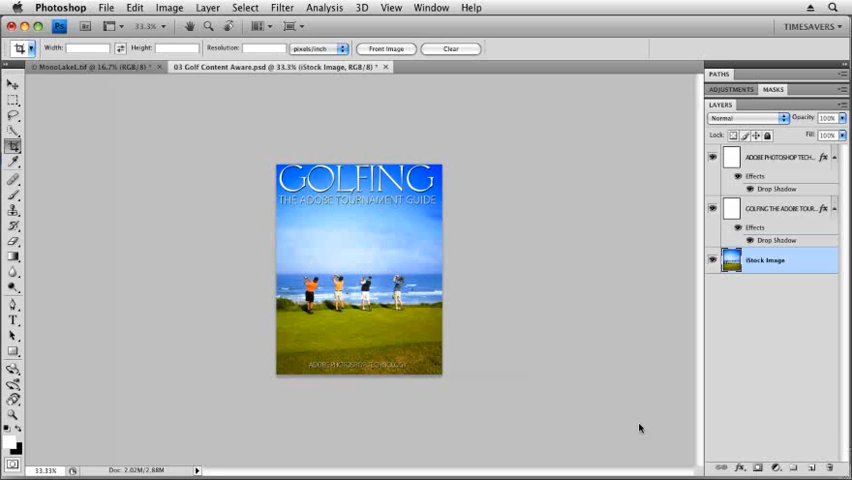 Photoshop File Edit Image Layer Select Filter Analysis 3D View Window Help
Ps Br 33.3% TIMESAVERS
Width: Height: Resolution: pixels/inch Front Image Clear
MonoLake1.tif @ 16.7% (RGB/8) * 03 Golf Content Aware.psd @ 33.3% (iStock Image, RGB/8) *
PATHS
ADJUSTMENTS MASKS
LAYERS
Normal Opacity: 100%
Lock: Fill: 100%
ADOBE PHOTOSHOP TECH... fx
Effects
Drop Shadow
GOLFING THE ADOBE TOUR... fx
Effects
Drop Shadow
iStock Image
GOLFING
THE ADOBE TOURNAMENT GUIDE
ADOBE PHOTOSHOP TECHNOLOGY
T
33.33% Doc: 2.02M/2.88M
fx